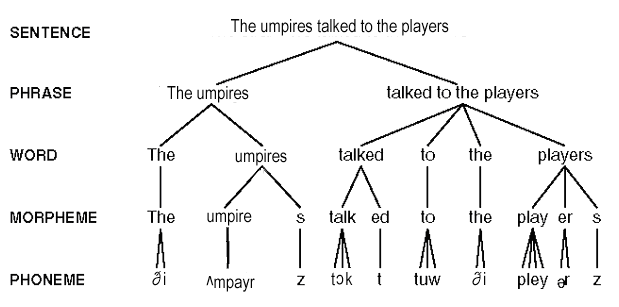 SENTENCE The umpires talked to the players
PHRASE The umpires talked to the players
WORD The umpires talked to the players
MORPHEME The umpire s talk ed to the play er s
PHONEME ði ʌmpayr z tɔk t tuw ði pley ər z